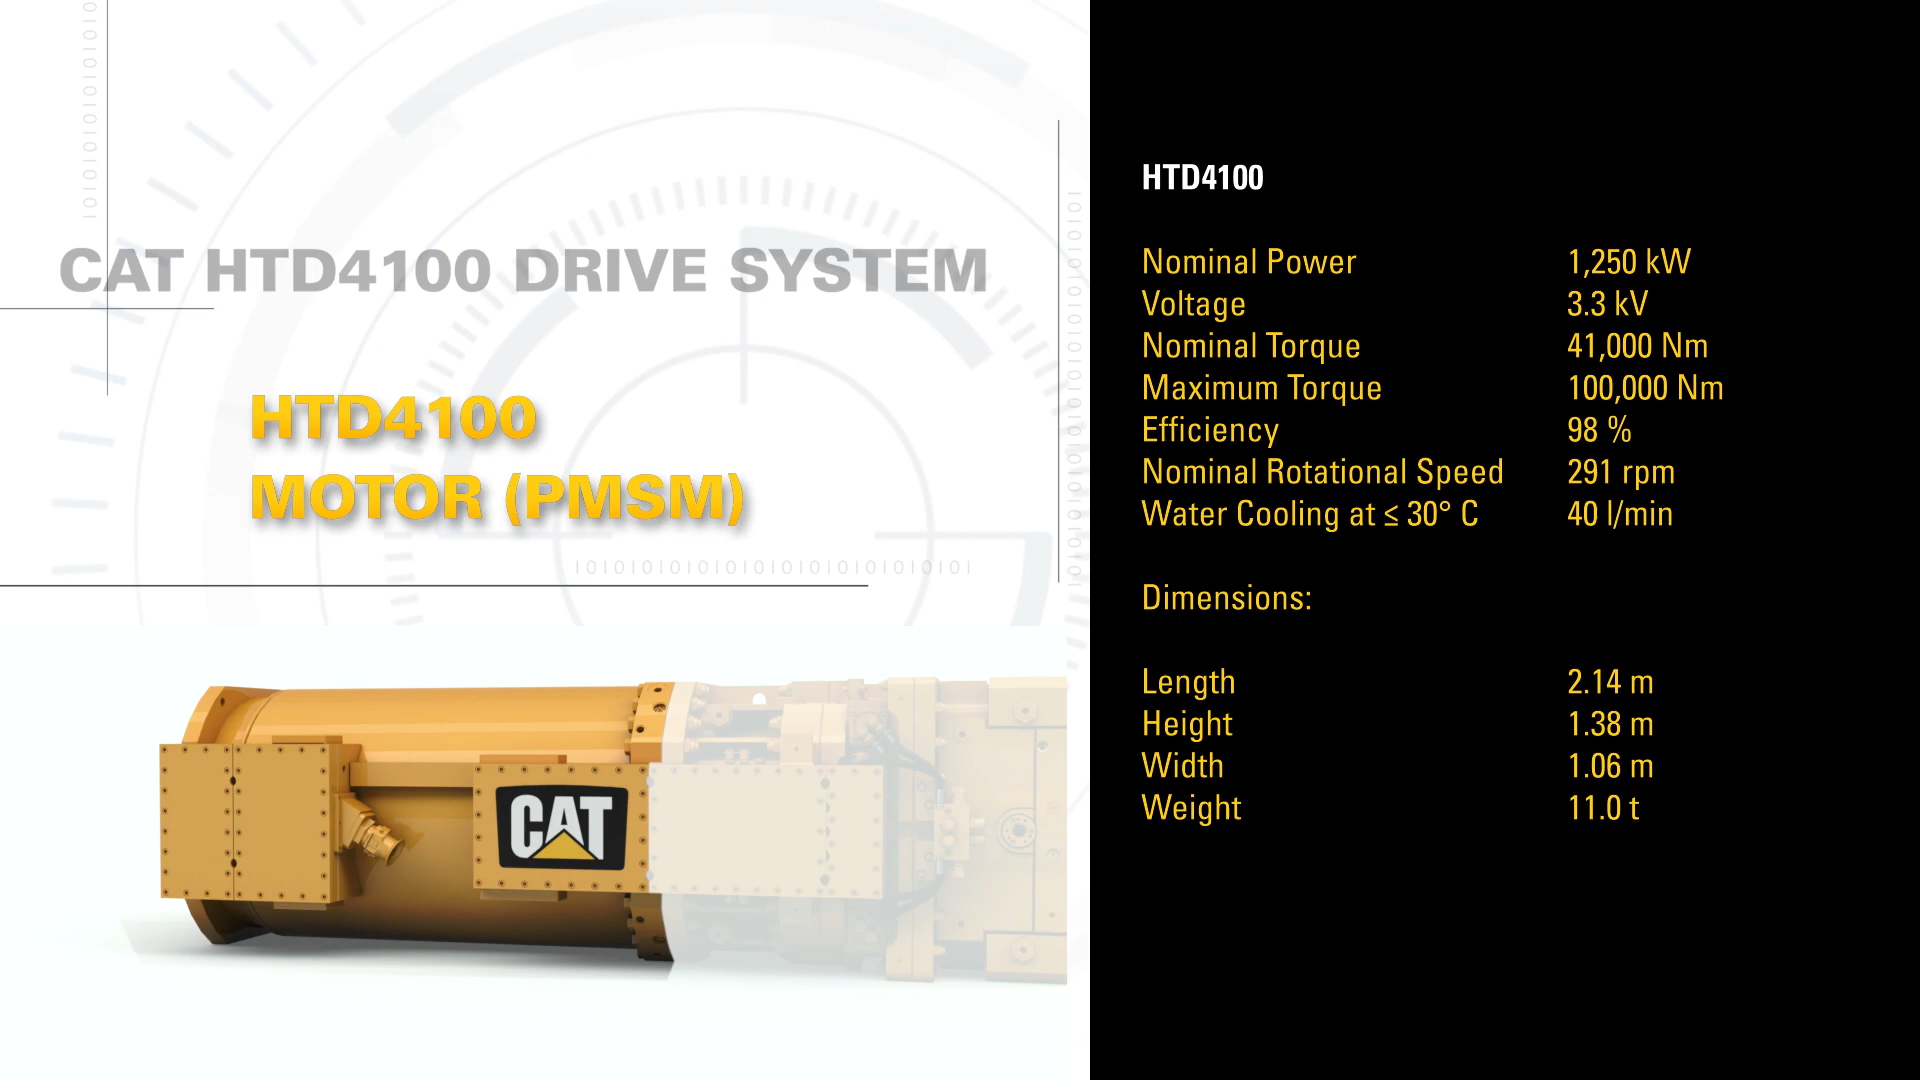 CAT HTD4100 DRIVE SYSTEM
HTD4100
MOTOR (PMSM)
1010101010101010101010101010
CAT
HTD4100
Nominal Power 1,250 kW
Voltage 3.3 kV
Nominal Torque 41,000 Nm
Maximum Torque 100,000 Nm
Efficiency 98 %
Nominal Rotational Speed 291 rpm
Water Cooling at ≤ 30° C 40 l/min
Dimensions:
Length 2.14 m
Height 1.38 m
Width 1.06 m
Weight 11.0 t